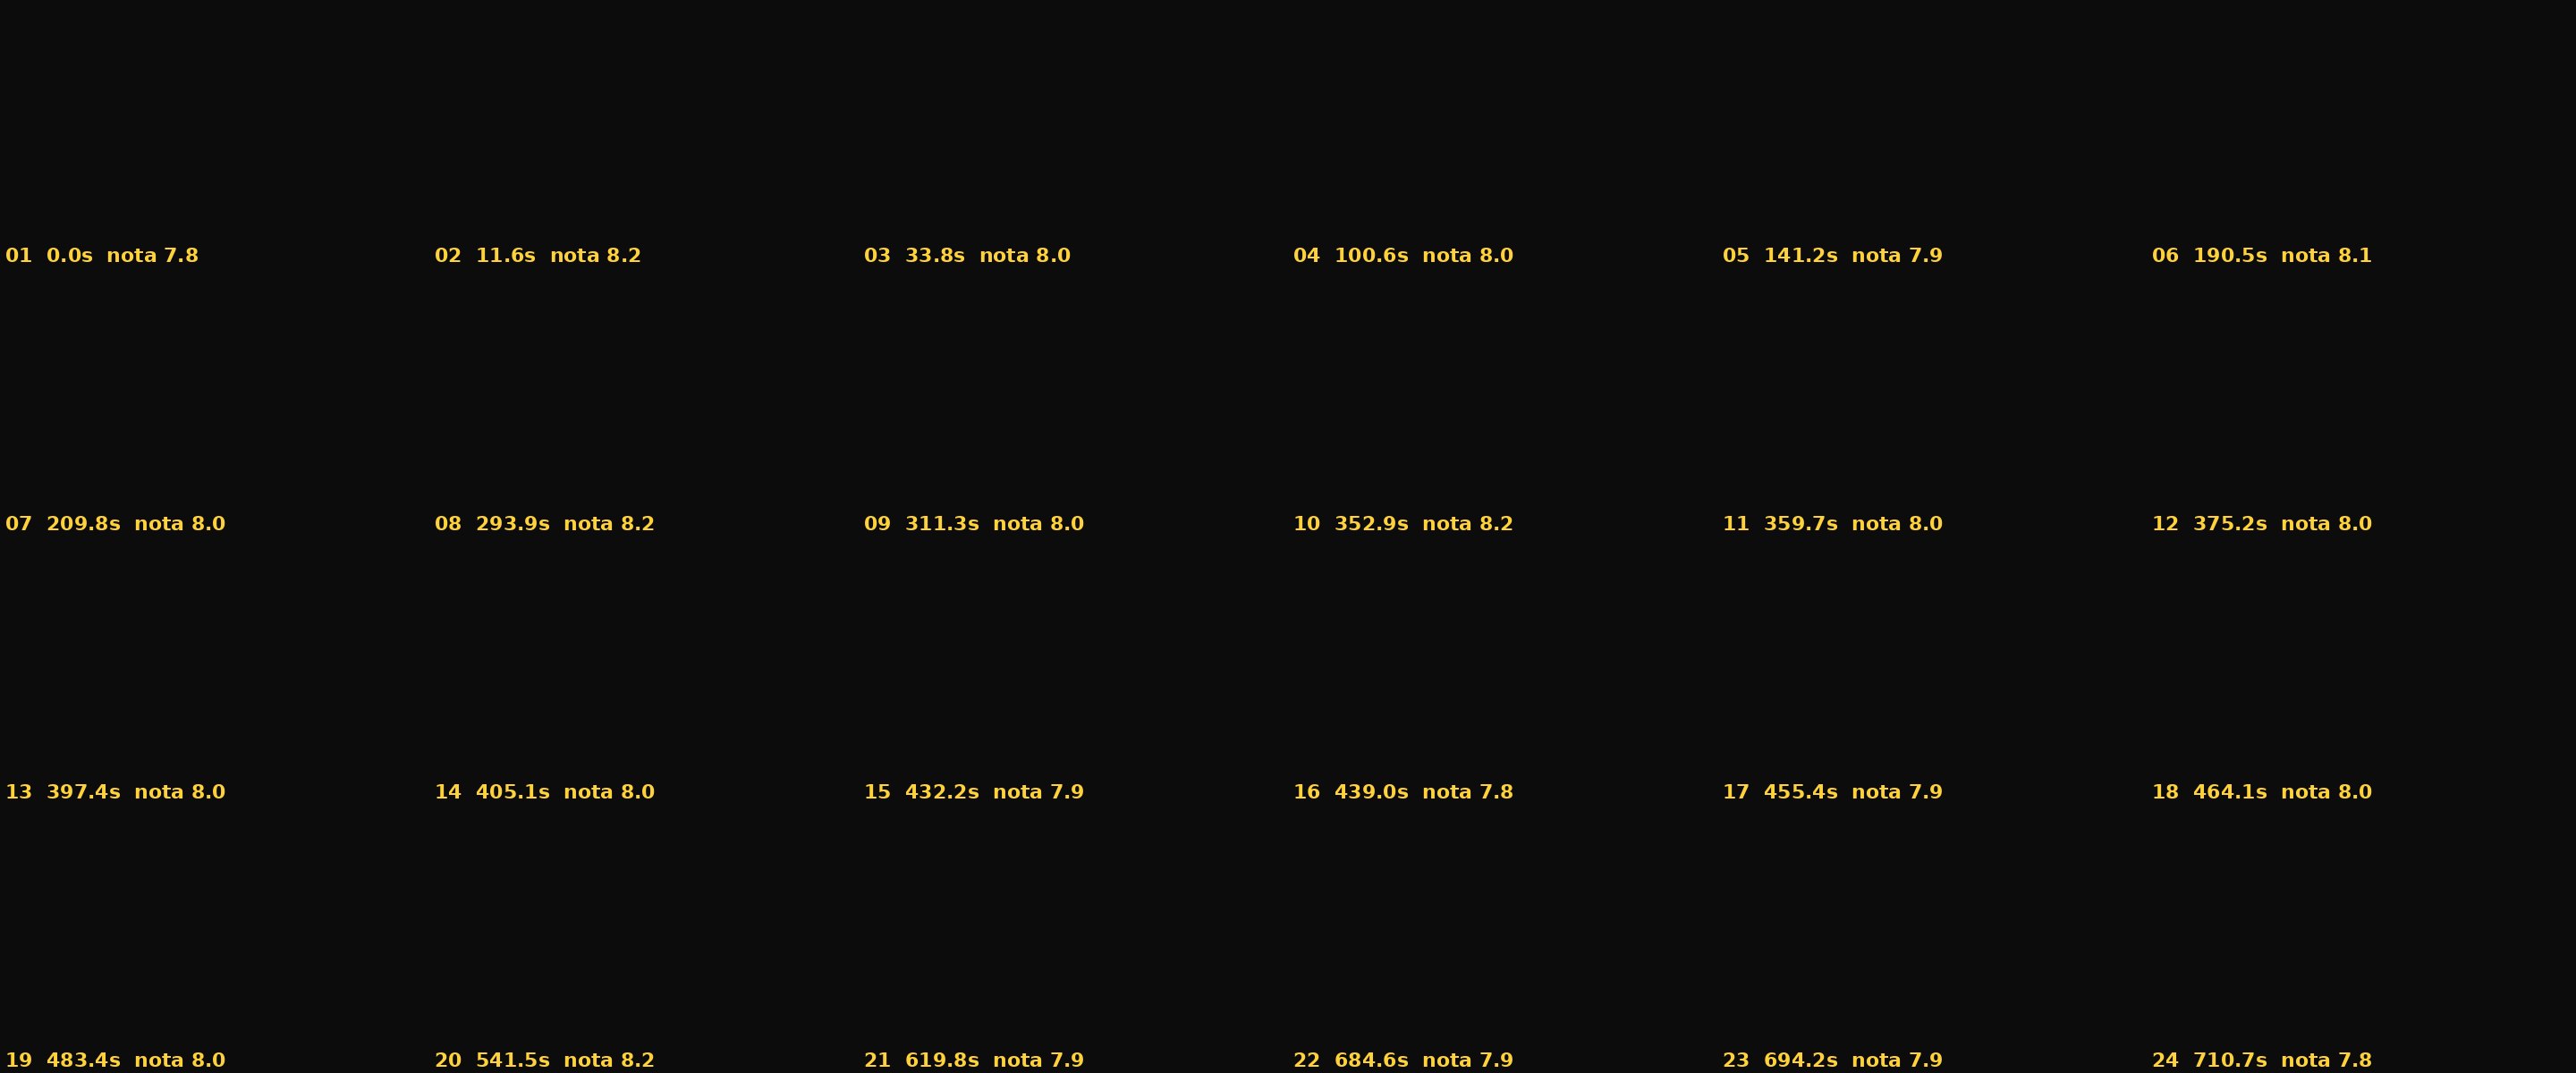 01  0.0s  nota 7.8
02  11.6s  nota 8.2
03  33.8s  nota 8.0
04  100.6s  nota 8.0
05  141.2s  nota 7.9
06  190.5s  nota 8.1
07  209.8s  nota 8.0
08  293.9s  nota 8.2
09  311.3s  nota 8.0
10  352.9s  nota 8.2
11  359.7s  nota 8.0
12  375.2s  nota 8.0
13  397.4s  nota 8.0
14  405.1s  nota 8.0
15  432.2s  nota 7.9
16  439.0s  nota 7.8
17  455.4s  nota 7.9
18  464.1s  nota 8.0
19  483.4s  nota 8.0
20  541.5s  nota 8.2
21  619.8s  nota 7.9
22  684.6s  nota 7.9
23  694.2s  nota 7.9
24  710.7s  nota 7.8